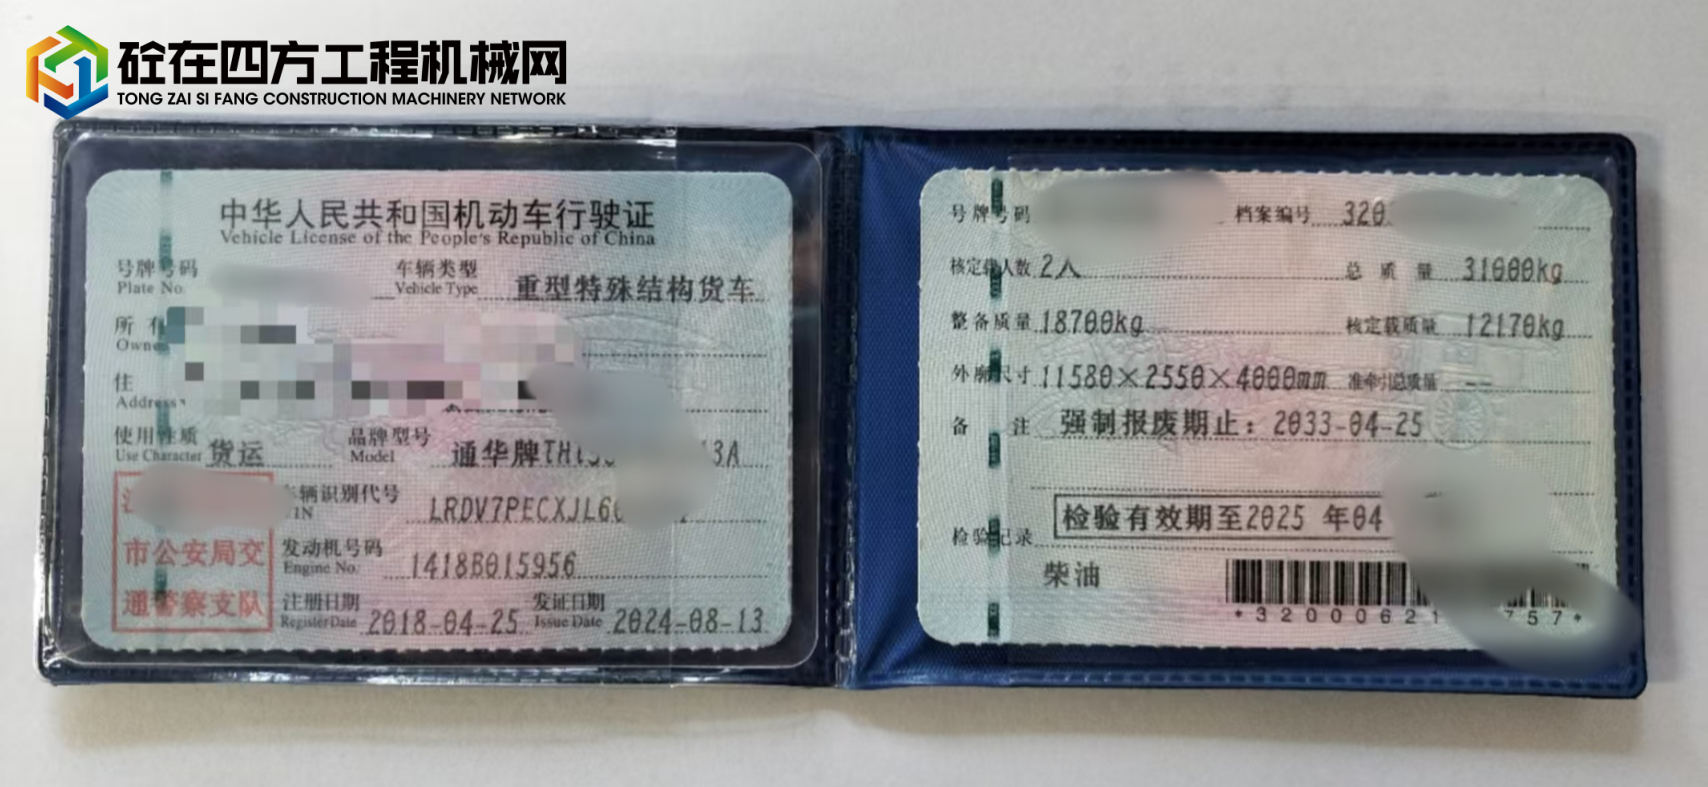 砼在四方工程机械网
TONG ZAI SI FANG CONSTRUCTION MACHINERY NETWORK
中华人民共和国机动车行驶证
Vehicle License of the People's Republic of China
号牌号码 车辆类型 重型特殊结构货车
Plate No. Vehicle Type
所 有
Owne
住
Address
使用性质 货运 品牌型号 通华牌TH 13A
Use Character Model
车辆识别代号 LRDV7PECXJL6
VIN
市公安局交
通警察支队
发动机号码 1418B015956
Engine No.
注册日期 2018-04-25 发证日期 2024-08-13
Register Date Issue Date
号牌号码 档案编号 320
核定载人数 2人 总质量 31000kg
整备质量 18700kg 核定载质量 12170kg
外廓尺寸 11580×2550×4000mm 准牵引总质量 --
备注 强制报废期止：2033-04-25
检验记录 检验有效期至2025 年04
柴油
*32000621 757*